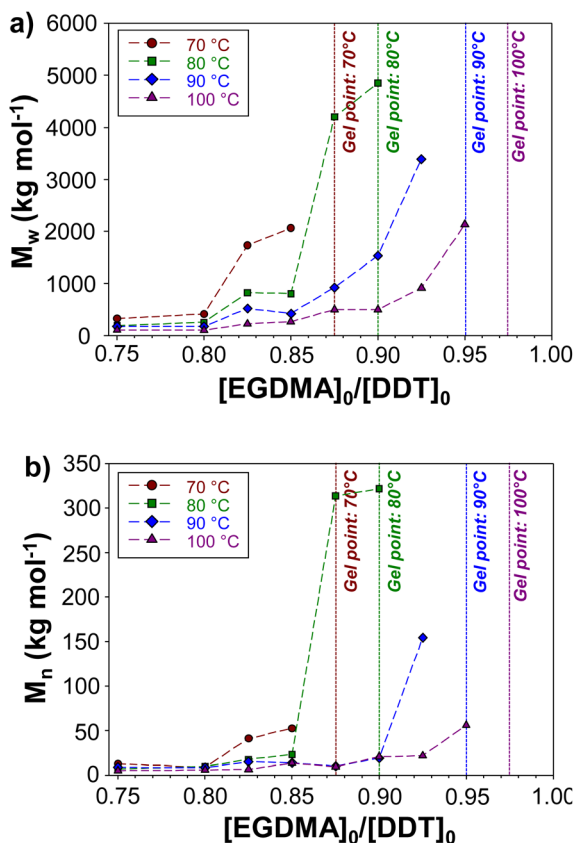 a)
6000
5000
4000
3000
2000
1000
0
M_w (kg mol⁻¹)
70 °C
80 °C
90 °C
100 °C
Gel point: 70°C
Gel point: 80°C
Gel point: 90°C
Gel point: 100°C
0.75 0.80 0.85 0.90 0.95 1.00
[EGDMA]₀/[DDT]₀
b)
350
300
250
200
150
100
50
0
M_n (kg mol⁻¹)
70 °C
80 °C
90 °C
100 °C
Gel point: 70°C
Gel point: 80°C
Gel point: 90°C
Gel point: 100°C
0.75 0.80 0.85 0.90 0.95 1.00
[EGDMA]₀/[DDT]₀